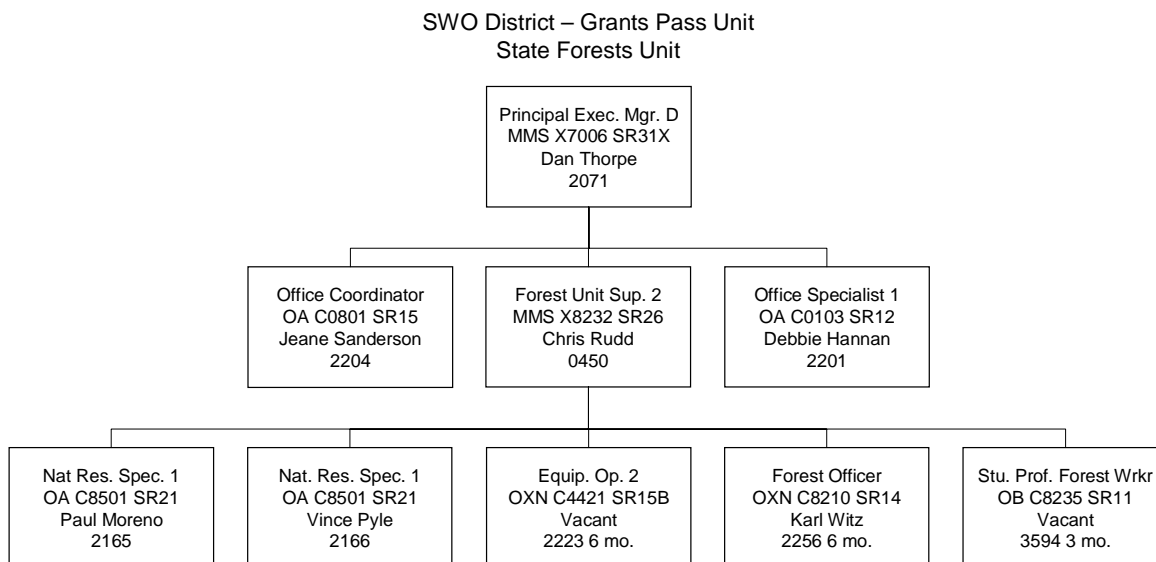 SWO District – Grants Pass Unit
State Forests Unit
Principal Exec. Mgr. D
MMS X7006 SR31X
Dan Thorpe
2071
Office Coordinator
OA C0801 SR15
Jeane Sanderson
2204
Forest Unit Sup. 2
MMS X8232 SR26
Chris Rudd
0450
Office Specialist 1
OA C0103 SR12
Debbie Hannan
2201
Nat Res. Spec. 1
OA C8501 SR21
Paul Moreno
2165
Nat. Res. Spec. 1
OA C8501 SR21
Vince Pyle
2166
Equip. Op. 2
OXN C4421 SR15B
Vacant
2223 6 mo.
Forest Officer
OXN C8210 SR14
Karl Witz
2256 6 mo.
Stu. Prof. Forest Wrkr
OB C8235 SR11
Vacant
3594 3 mo.